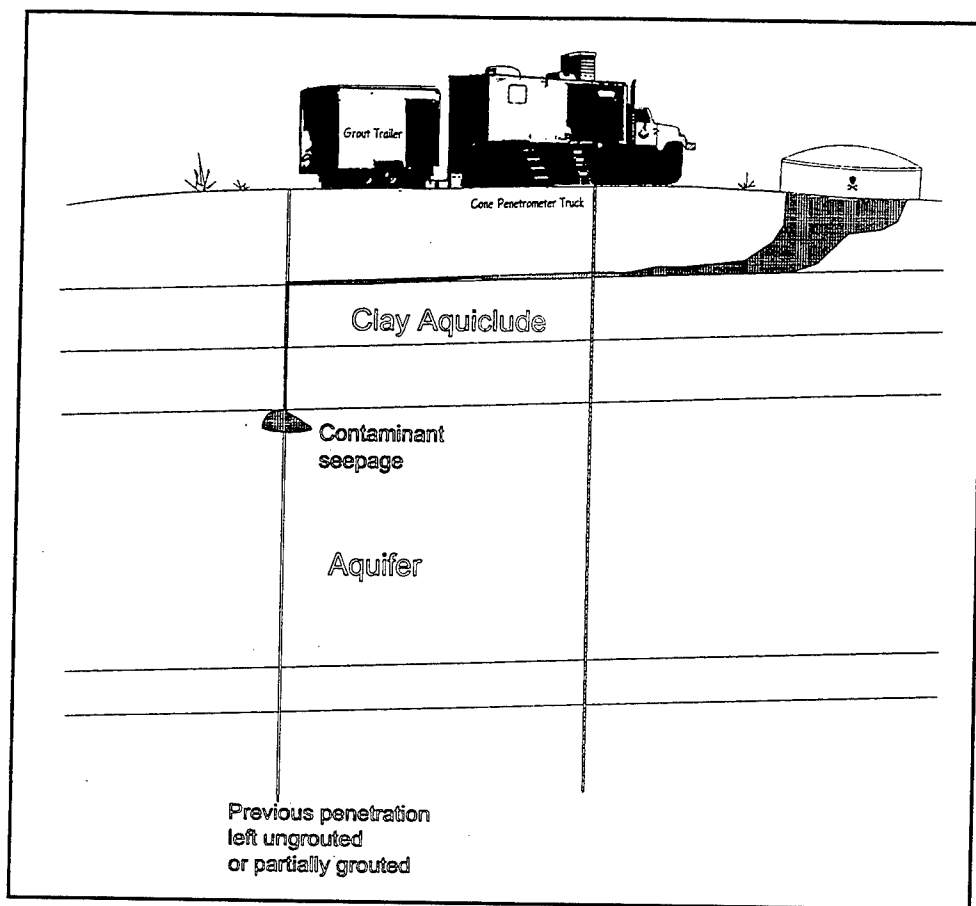 Grout Trailer
Cone Penetrometer Truck
Clay Aquiclude
Contaminant
seepage
Aquifer
Previous penetration
left ungrouted
or partially grouted